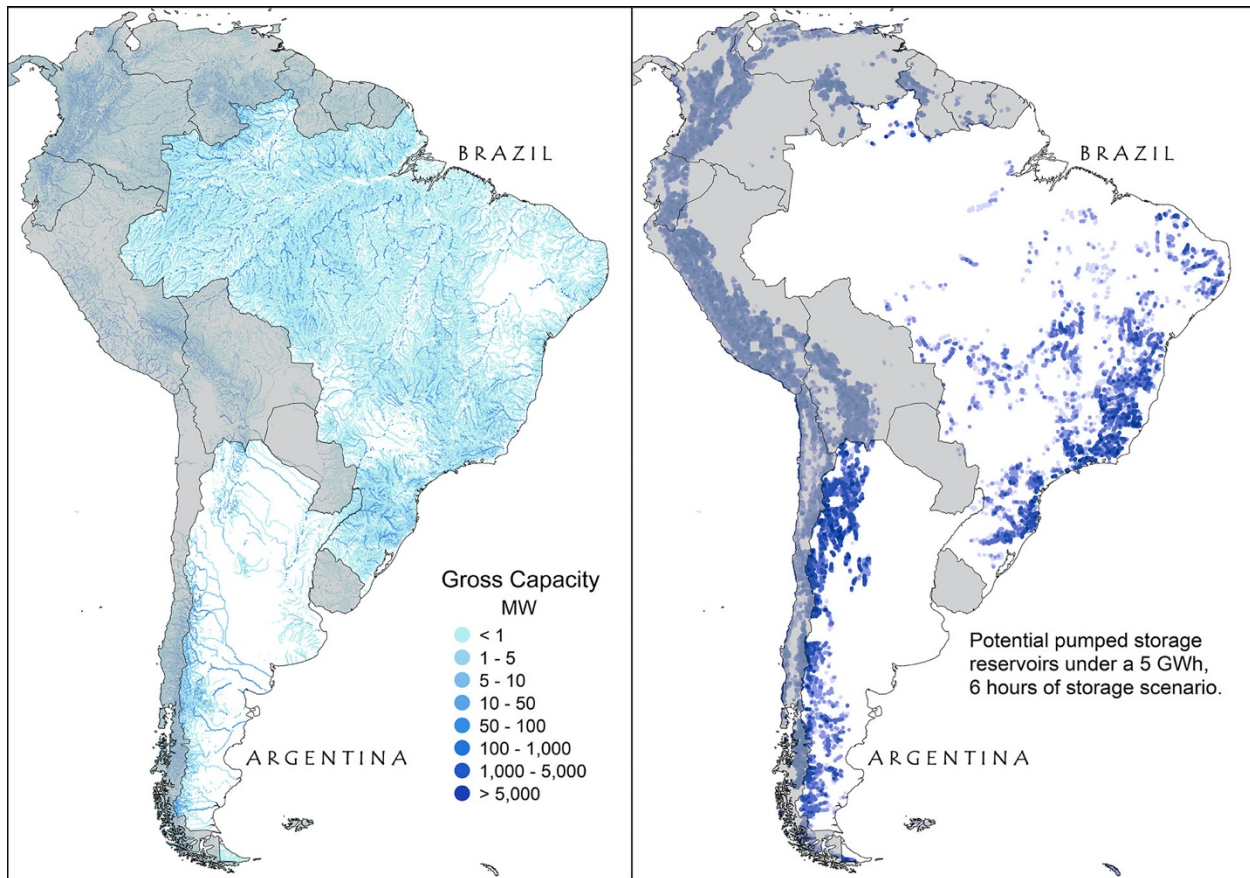 BRAZIL
Gross Capacity
MW
< 1
1 - 5
5 - 10
10 - 50
50 - 100
100 - 1,000
1,000 - 5,000
> 5,000
ARGENTINA
BRAZIL
Potential pumped storage
reservoirs under a 5 GWh,
6 hours of storage scenario.
ARGENTINA